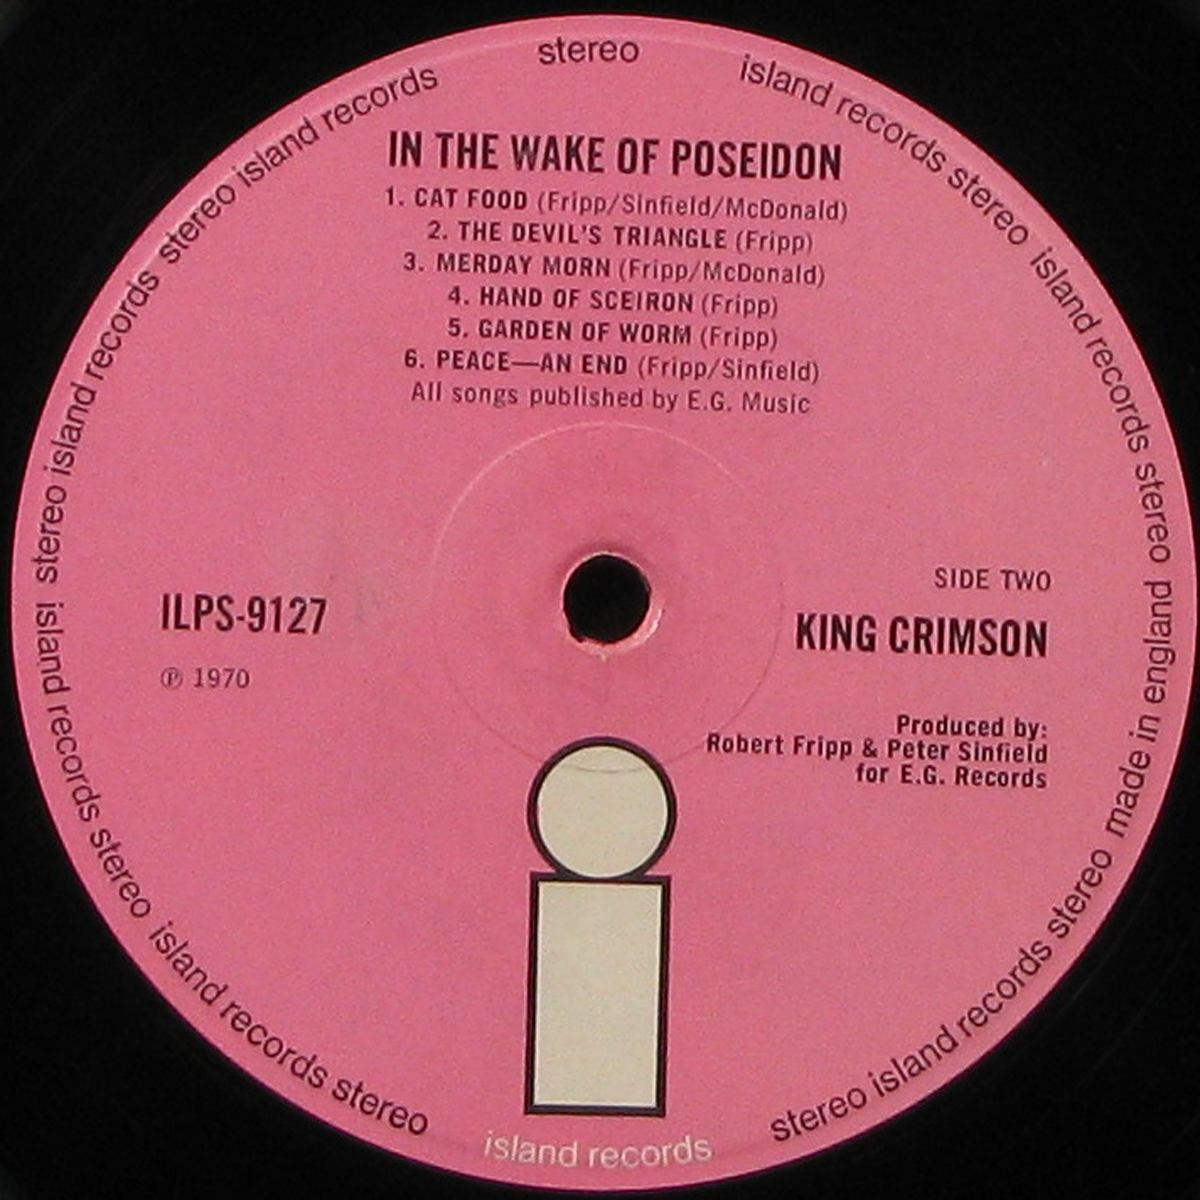 stereo
island records stereo island records stereo made in england
IN THE WAKE OF POSEIDON
1. CAT FOOD (Fripp/Sinfield/McDonald)
2. THE DEVIL'S TRIANGLE (Fripp)
3. MERDAY MORN (Fripp/McDonald)
4. HAND OF SCEIRON (Fripp)
5. GARDEN OF WORM (Fripp)
6. PEACE—AN END (Fripp/Sinfield)
All songs published by E.G. Music
ILPS-9127
℗ 1970
SIDE TWO
KING CRIMSON
Produced by:
Robert Fripp & Peter Sinfield
for E.G. Records
stereo island records stereo island records
island records stereo island records stereo
stereo island records stereo
island records